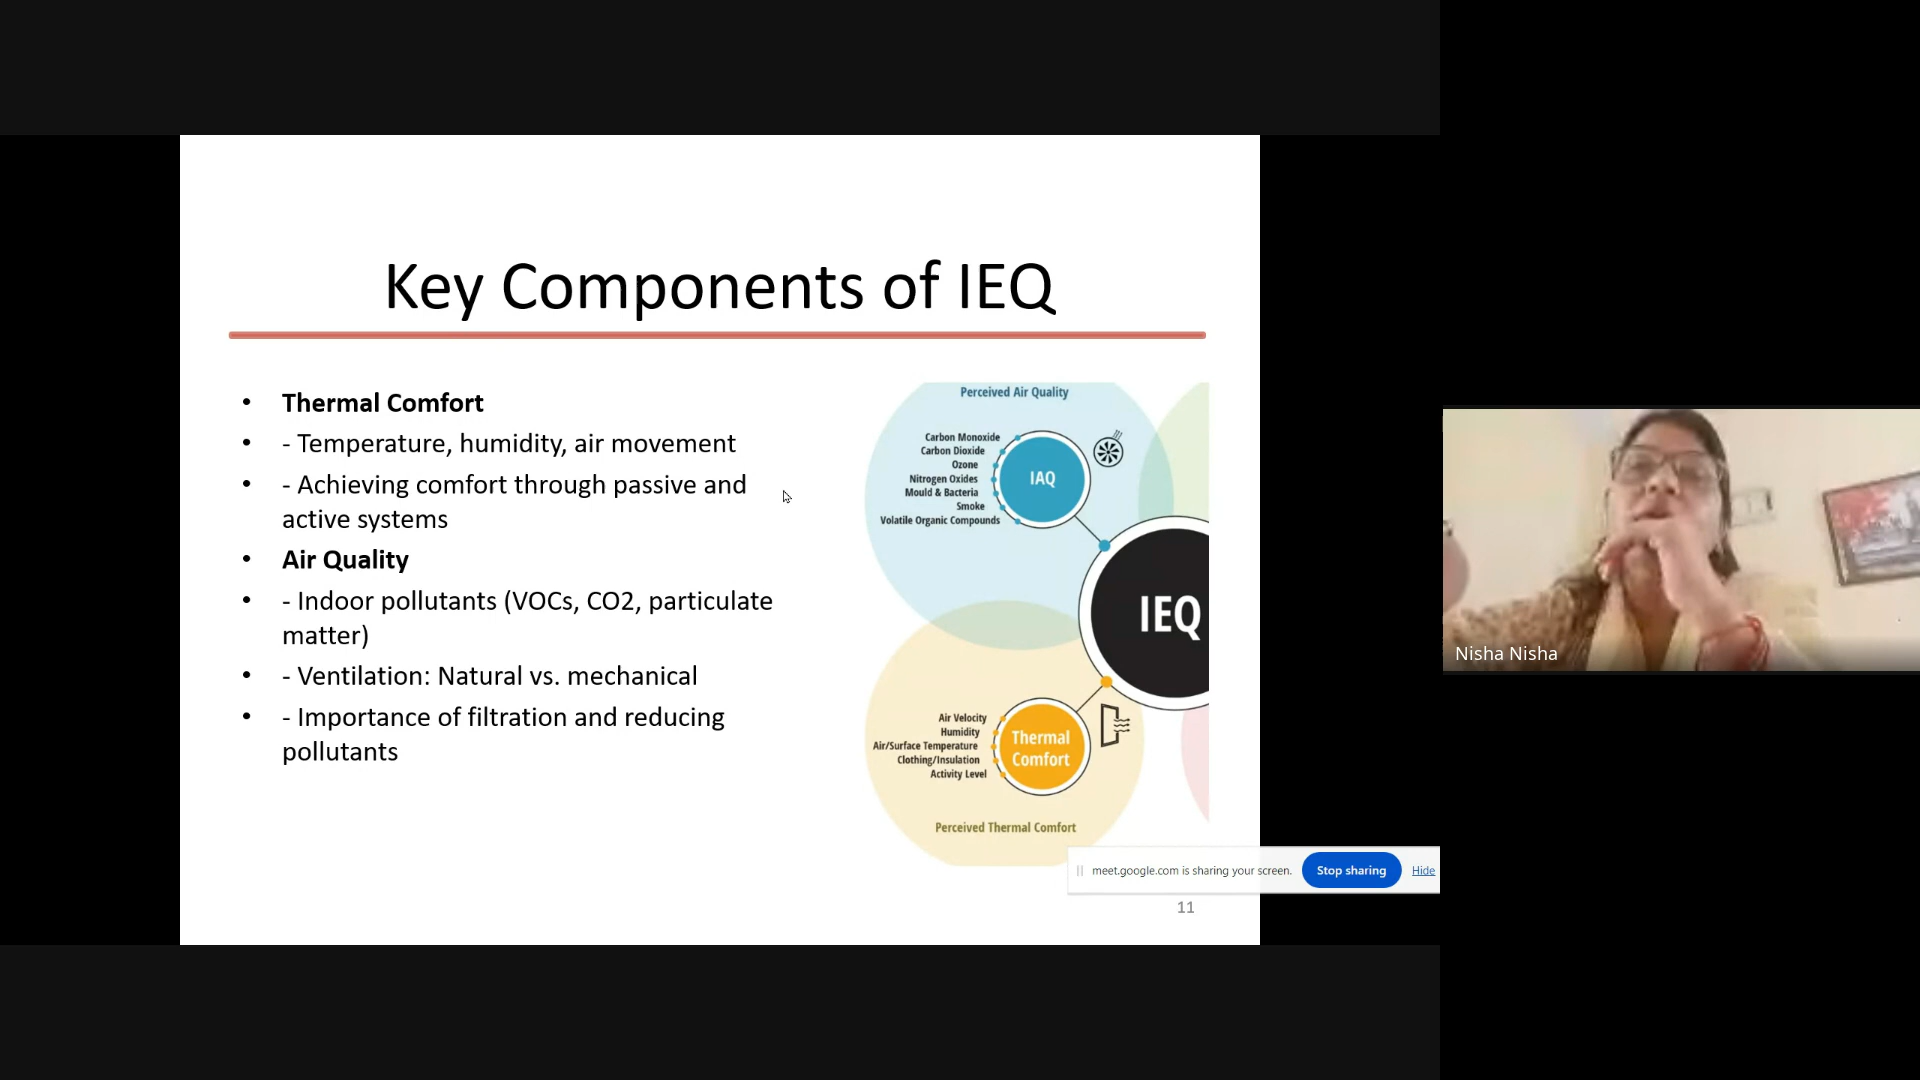 Key Components of IEQ
• Thermal Comfort
• - Temperature, humidity, air movement
• - Achieving comfort through passive and
active systems
• Air Quality
• - Indoor pollutants (VOCs, CO2, particulate
matter)
• - Ventilation: Natural vs. mechanical
• - Importance of filtration and reducing
pollutants
Perceived Air Quality
Carbon Monoxide
Carbon Dioxide
Ozone
Nitrogen Oxides
Mould & Bacteria
Smoke
Volatile Organic Compounds
IAQ
IEQ
Air Velocity
Humidity
Air/Surface Temperature
Clothing/Insulation
Activity Level
Thermal
Comfort
Perceived Thermal Comfort
meet.google.com is sharing your screen.
Stop sharing
Hide
11
Nisha Nisha